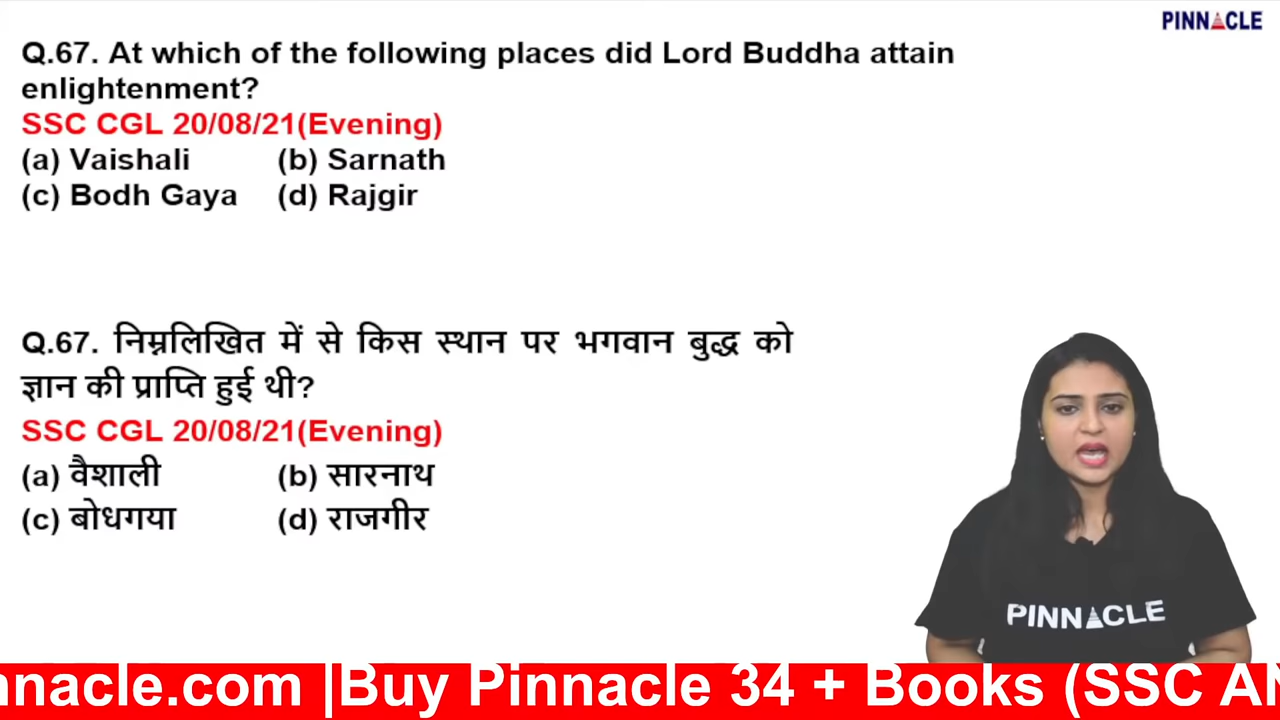 PINNACLE
Q.67. At which of the following places did Lord Buddha attain
enlightenment?
SSC CGL 20/08/21(Evening)
(a) Vaishali (b) Sarnath
(c) Bodh Gaya (d) Rajgir
Q.67. निम्नलिखित में से किस स्थान पर भगवान बुद्ध को
ज्ञान की प्राप्ति हुई थी?
SSC CGL 20/08/21(Evening)
(a) वैशाली (b) सारनाथ
(c) बोधगया (d) राजगीर
PINNACLE
nnacle.com |Buy Pinnacle 34 + Books (SSC AN